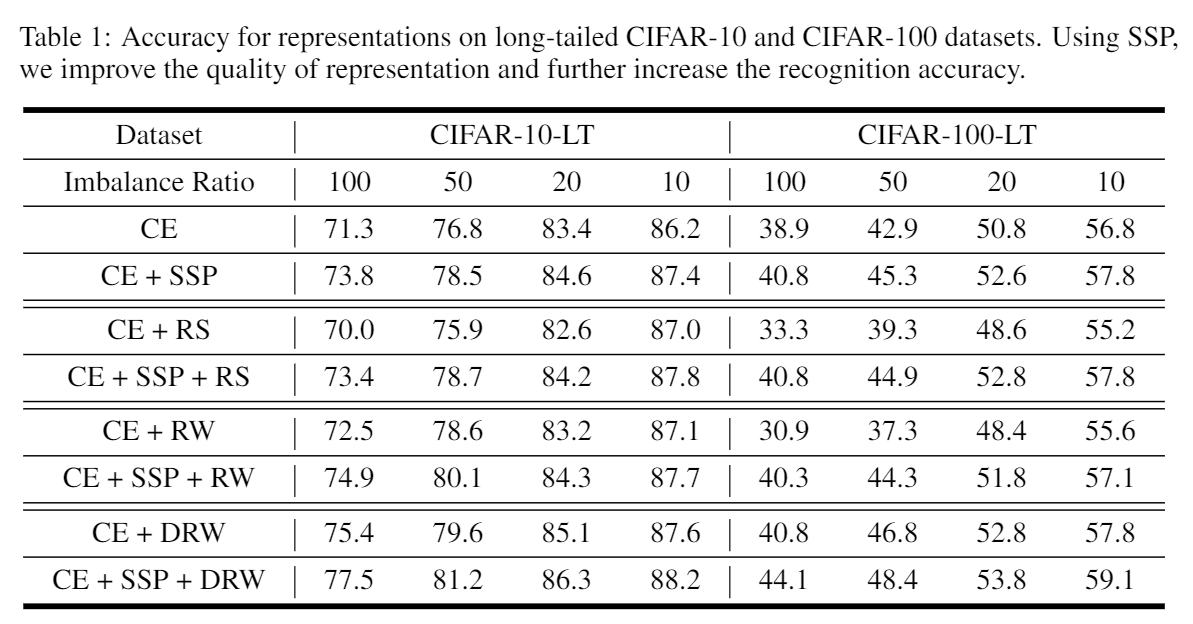 Table 1: Accuracy for representations on long-tailed CIFAR-10 and CIFAR-100 datasets. Using SSP,
we improve the quality of representation and further increase the recognition accuracy.
Dataset CIFAR-10-LT CIFAR-100-LT
Imbalance Ratio 100 50 20 10 100 50 20 10
CE 71.3 76.8 83.4 86.2 38.9 42.9 50.8 56.8
CE + SSP 73.8 78.5 84.6 87.4 40.8 45.3 52.6 57.8
CE + RS 70.0 75.9 82.6 87.0 33.3 39.3 48.6 55.2
CE + SSP + RS 73.4 78.7 84.2 87.8 40.8 44.9 52.8 57.8
CE + RW 72.5 78.6 83.2 87.1 30.9 37.3 48.4 55.6
CE + SSP + RW 74.9 80.1 84.3 87.7 40.3 44.3 51.8 57.1
CE + DRW 75.4 79.6 85.1 87.6 40.8 46.8 52.8 57.8
CE + SSP + DRW 77.5 81.2 86.3 88.2 44.1 48.4 53.8 59.1